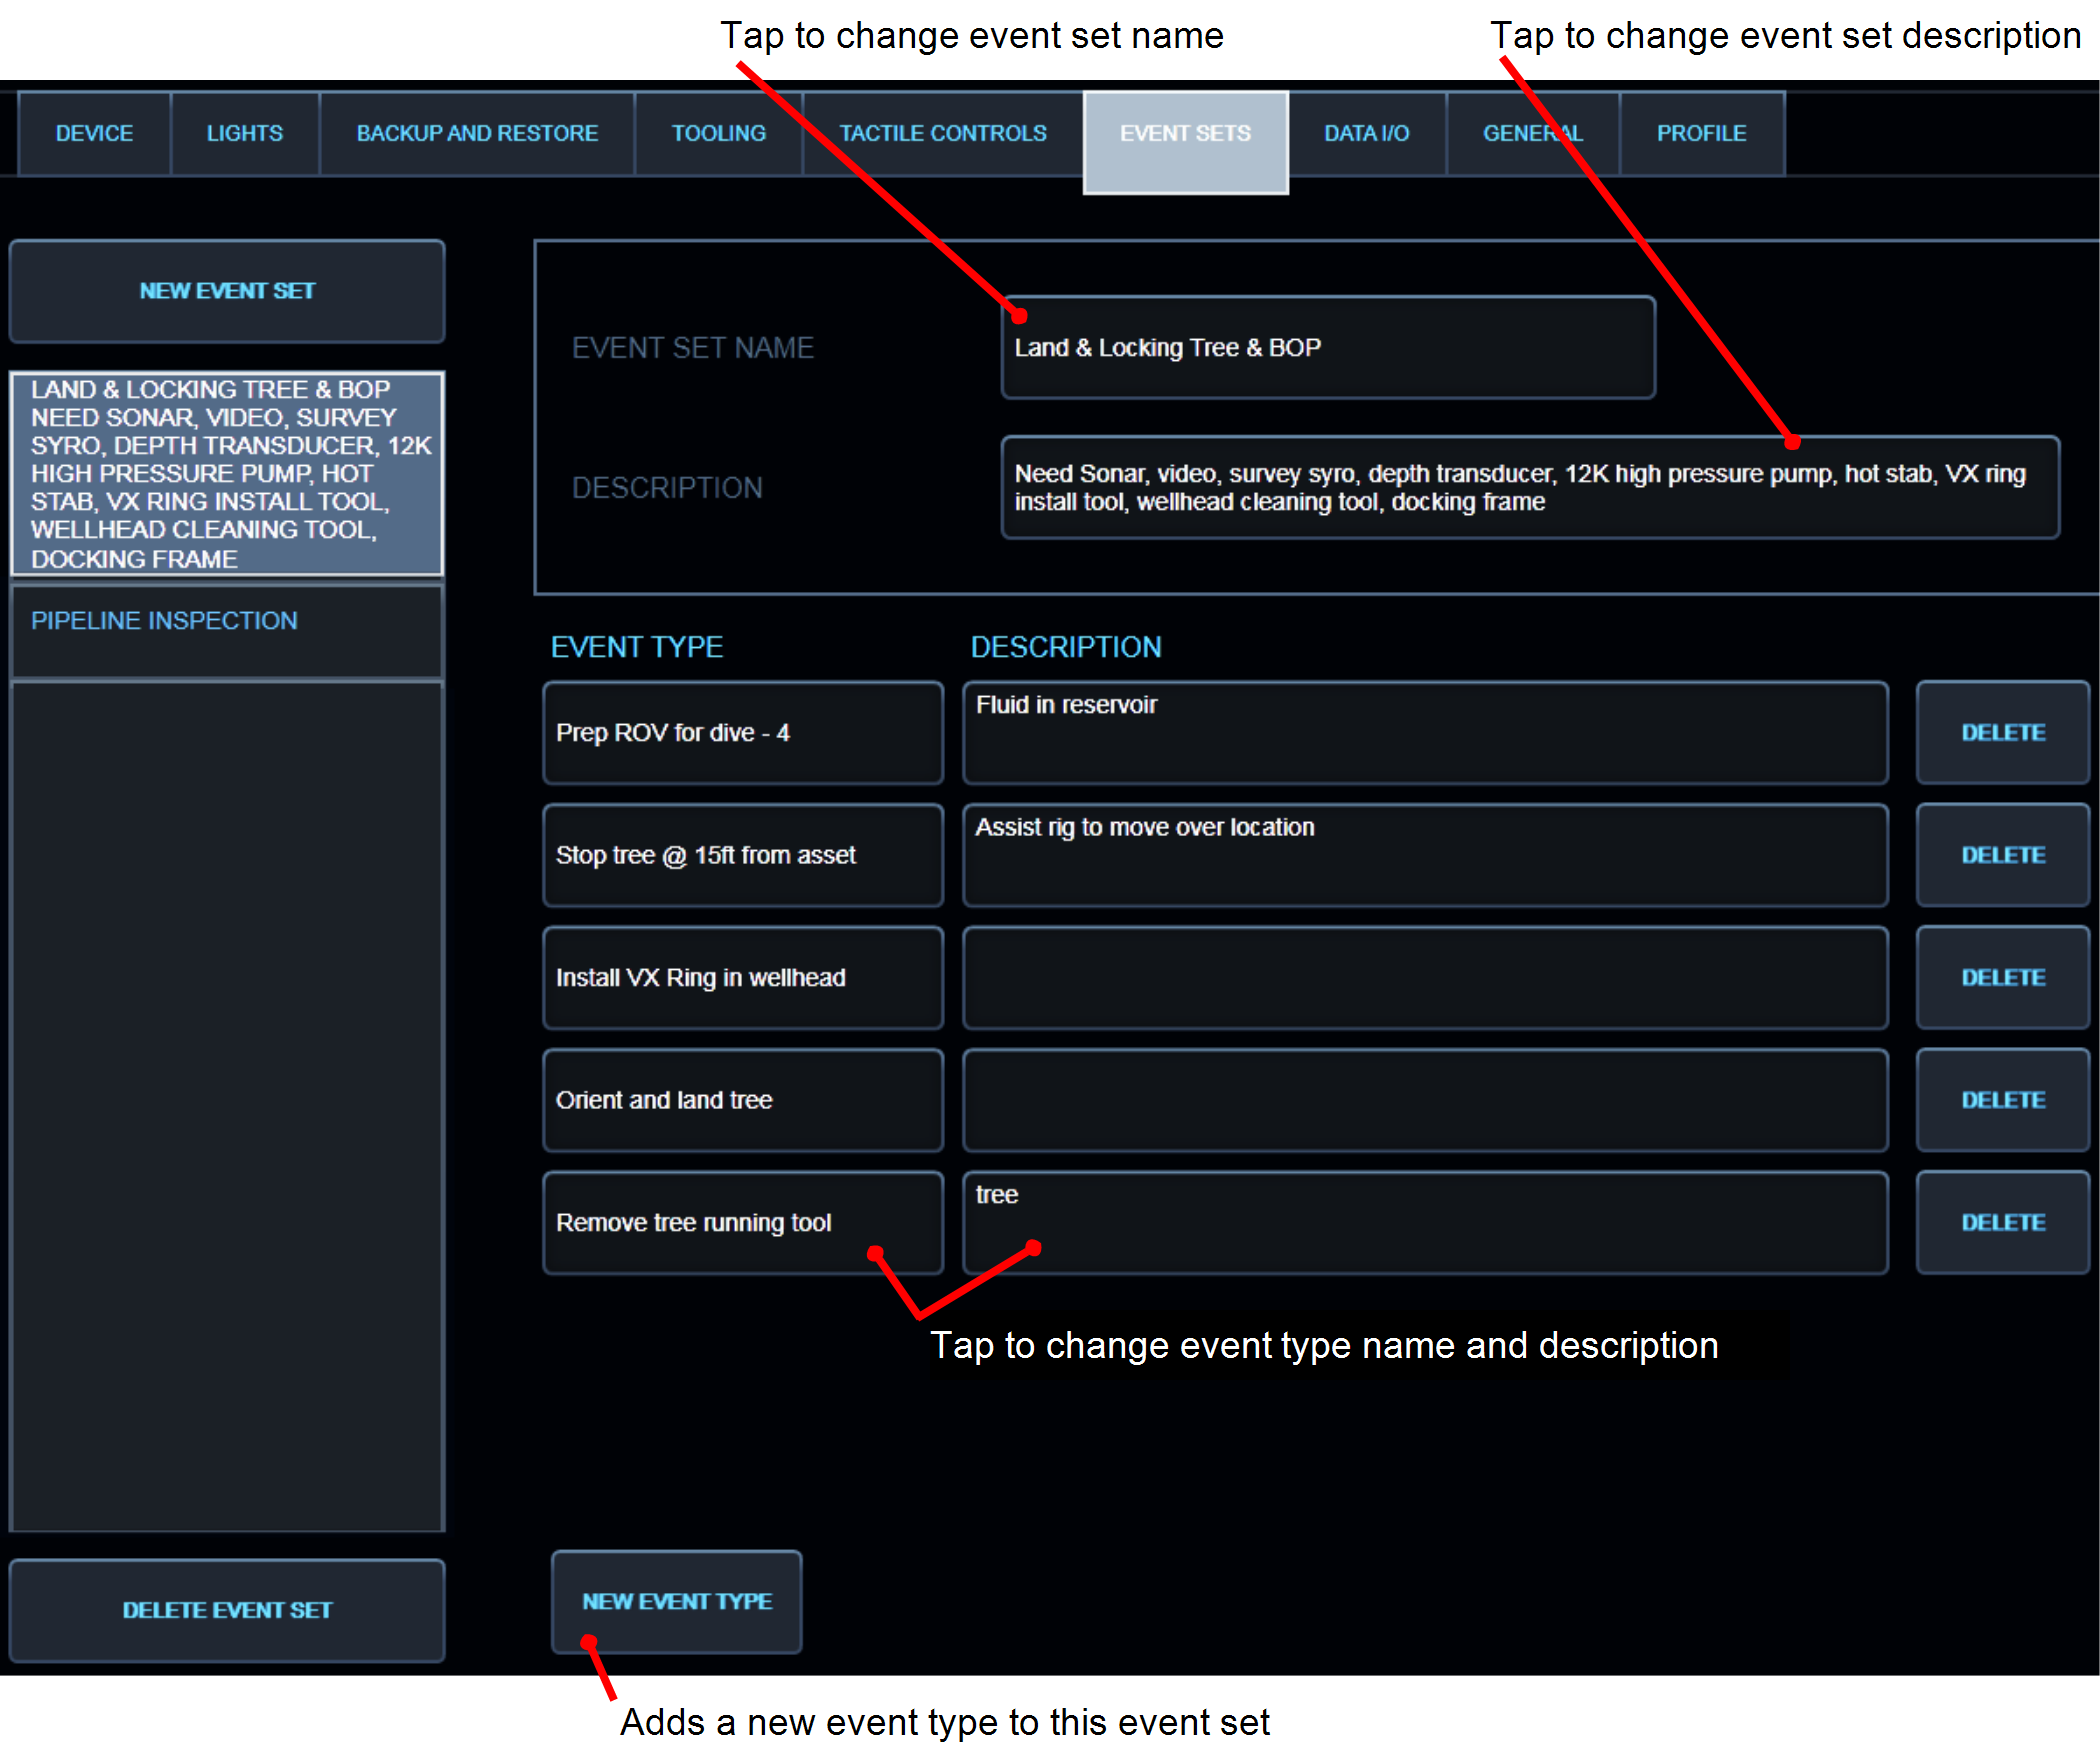 Tap to change event set name
Tap to change event set description
DEVICE
LIGHTS
BACKUP AND RESTORE
TOOLING
TACTILE CONTROLS
EVENT SETS
DATA I/O
GENERAL
PROFILE
NEW EVENT SET
LAND & LOCKING TREE & BOP
NEED SONAR, VIDEO, SURVEY
SYRO, DEPTH TRANSDUCER, 12K
HIGH PRESSURE PUMP, HOT
STAB, VX RING INSTALL TOOL,
WELLHEAD CLEANING TOOL,
DOCKING FRAME
PIPELINE INSPECTION
DELETE EVENT SET
EVENT SET NAME
Land & Locking Tree & BOP
DESCRIPTION
Need Sonar, video, survey syro, depth transducer, 12K high pressure pump, hot stab, VX ring
install tool, wellhead cleaning tool, docking frame
EVENT TYPE
DESCRIPTION
Prep ROV for dive - 4
Fluid in reservoir
DELETE
Stop tree @ 15ft from asset
Assist rig to move over location
DELETE
Install VX Ring in wellhead
DELETE
Orient and land tree
DELETE
Remove tree running tool
tree
DELETE
Tap to change event type name and description
NEW EVENT TYPE
Adds a new event type to this event set